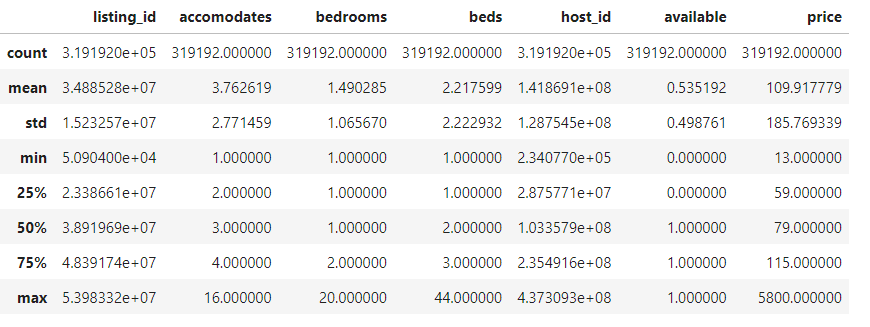 listing_id accomodates bedrooms beds host_id available price
count 3.191920e+05 319192.000000 319192.000000 319192.000000 3.191920e+05 319192.000000 319192.000000
mean 3.488528e+07 3.762619 1.490285 2.217599 1.418691e+08 0.535192 109.917779
std 1.523257e+07 2.771459 1.065670 2.222932 1.287545e+08 0.498761 185.769339
min 5.090400e+04 1.000000 1.000000 1.000000 2.340770e+05 0.000000 13.000000
25% 2.338661e+07 2.000000 1.000000 1.000000 2.875771e+07 0.000000 59.000000
50% 3.891969e+07 3.000000 1.000000 2.000000 1.033579e+08 1.000000 79.000000
75% 4.839174e+07 4.000000 2.000000 3.000000 2.354916e+08 1.000000 115.000000
max 5.398332e+07 16.000000 20.000000 44.000000 4.373093e+08 1.000000 5800.000000